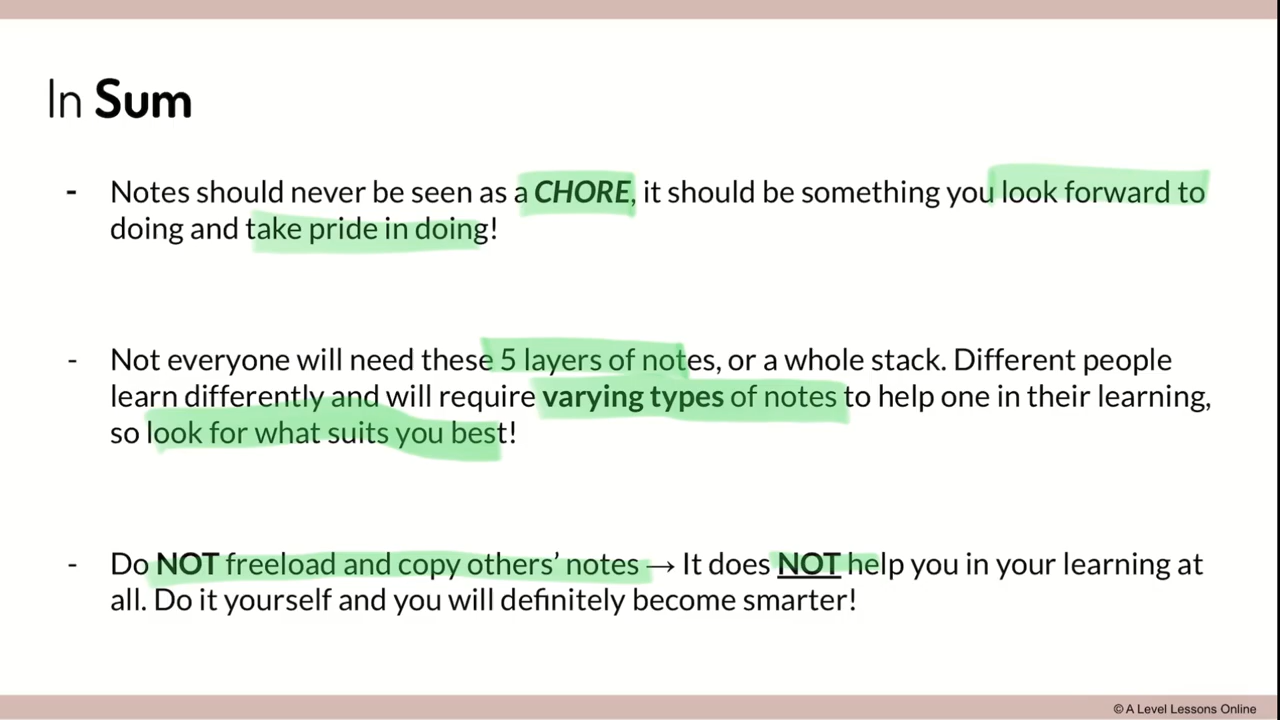 In Sum
- Notes should never be seen as a CHORE, it should be something you look forward to
doing and take pride in doing!
- Not everyone will need these 5 layers of notes, or a whole stack. Different people
learn differently and will require varying types of notes to help one in their learning,
so look for what suits you best!
- Do NOT freeload and copy others’ notes → It does NOT help you in your learning at
all. Do it yourself and you will definitely become smarter!
© A Level Lessons Online